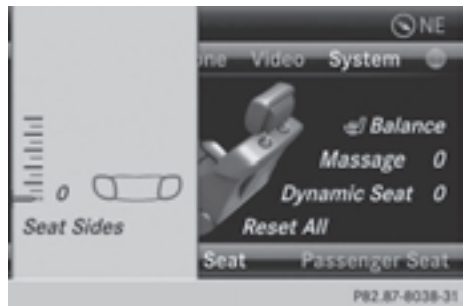 NE
one Video System
Balance
Massage 0
0
Dynamic Seat 0
Seat Sides
Reset All
Seat Passenger Seat
P82.87-8038-31